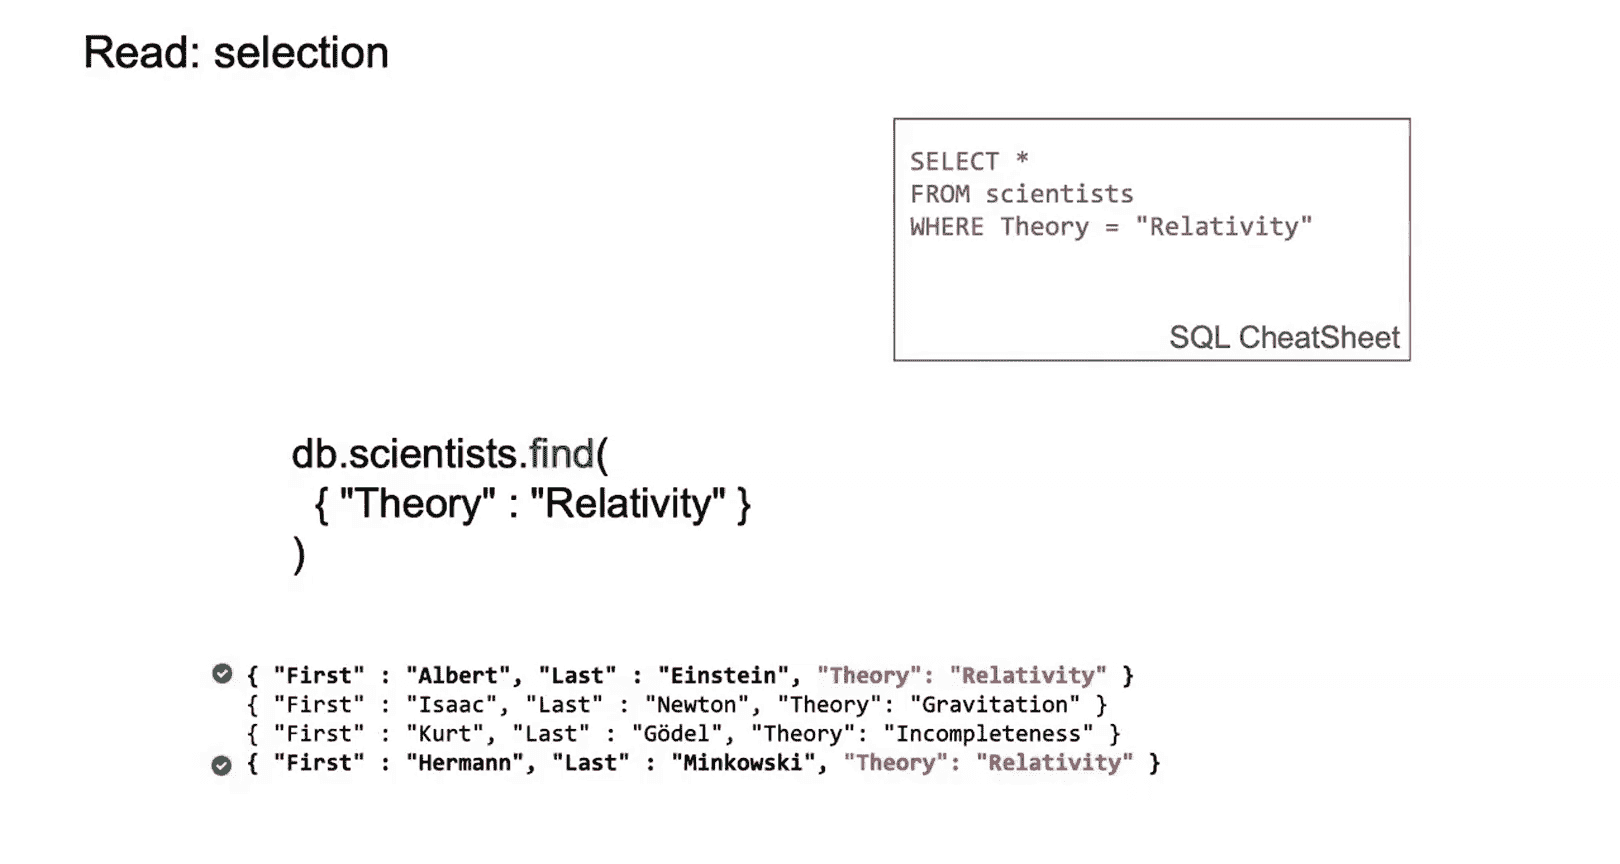 Read: selection
SELECT *
FROM scientists
WHERE Theory = "Relativity"
SQL CheatSheet
db.scientists.find(
{ "Theory" : "Relativity" }
)
{ "First" : "Albert", "Last" : "Einstein", "Theory": "Relativity" }
{ "First" : "Isaac", "Last" : "Newton", "Theory": "Gravitation" }
{ "First" : "Kurt", "Last" : "Gödel", "Theory": "Incompleteness" }
{ "First" : "Hermann", "Last" : "Minkowski", "Theory": "Relativity" }